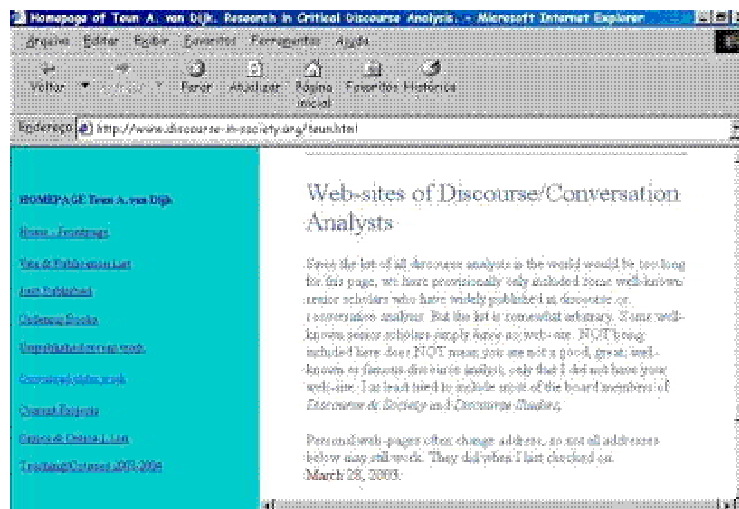 Homepage of Teun A. van Dijk. Research in Critical Discourse Analysis. - Microsoft Internet Explorer
Arquivo Editar Exibir Favoritos Ferramentas Ajuda
Voltar Parar Atualizar Página inicial Favoritos Histórico
Endereço http://www.discourse-in-society.org/teun.html
HOMEPAGE Teun A. van Dijk
Home - Frontpage
Vita & Publication List
Just Published
Ordering Books
Unpublished recent work
Download older work
Current Projects
Critics & Critics-L List
Teaching/Courses 2003-2004
Web-sites of Discourse/Conversation
Analysts
Since the list of all discourse analysts in the world would be too long
for this page, we have provisionally only included some well-known
senior scholars who have widely published in discourse or
conversation analysis. But the list is somewhat arbitrary. Some well-
known senior scholars simply have no web-site. NOT being
included here does NOT mean you are not a good, great, well-
known or famous discourse analyst, only that I did not have your
web-site. I at least tried to include most of the board members of
Discourse & Society and Discourse Studies.
Personal web-pages often change address, so not all addresses
below may still work. They did when I last checked on
March 28, 2003.